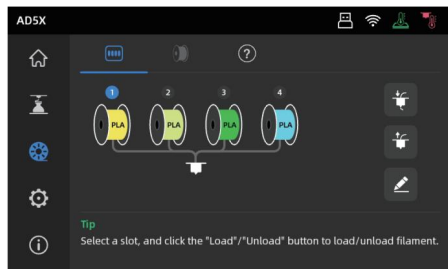 AD5X
?
1 2 3 4
PLA PLA PLA PLA
Tip
Select a slot, and click the "Load"/"Unload" button to load/unload filament.